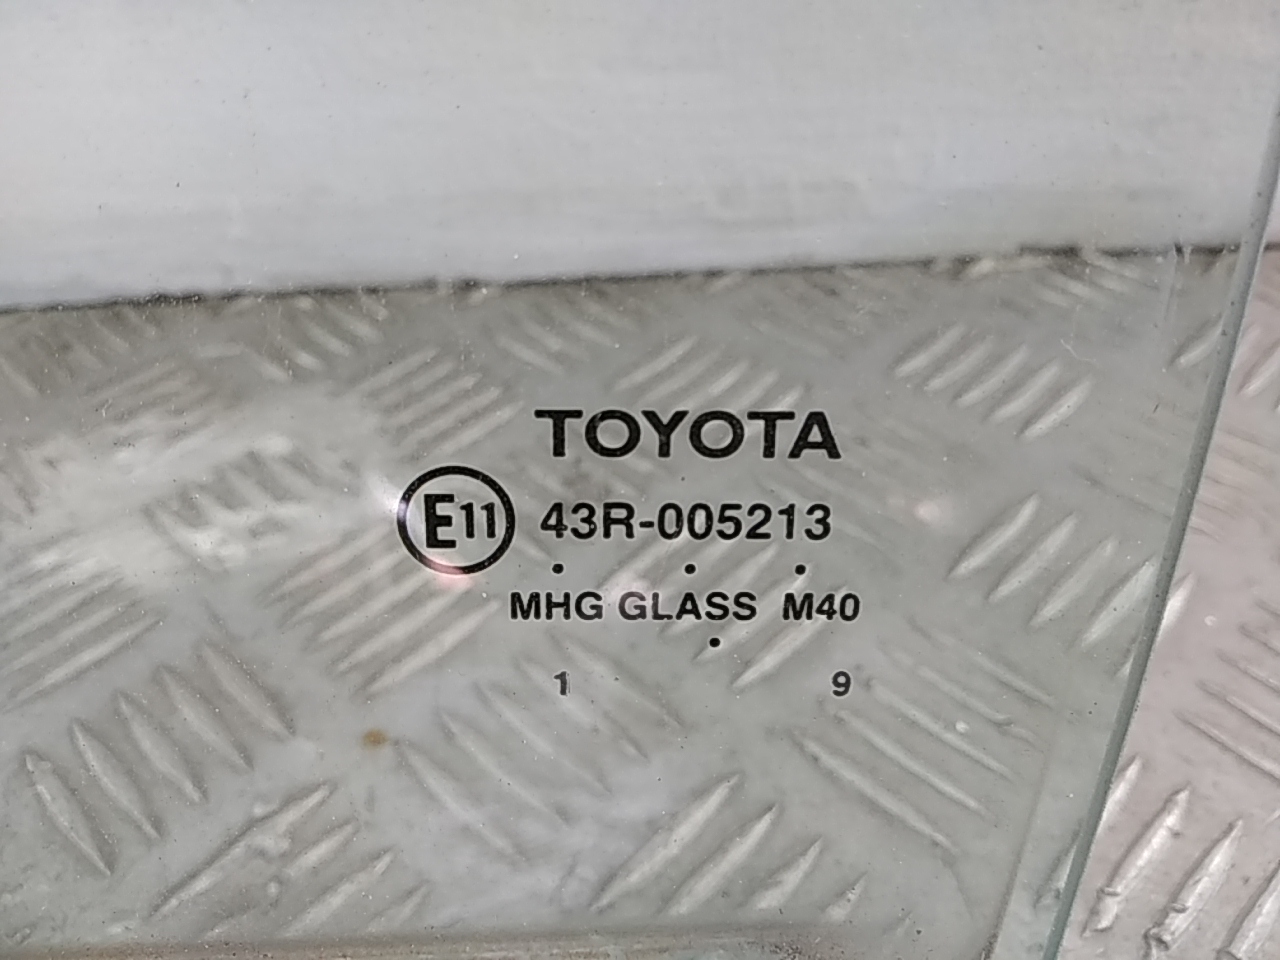 TOYOTA
E11 43R-005213
. . .
MHG GLASS M40
.
1 9